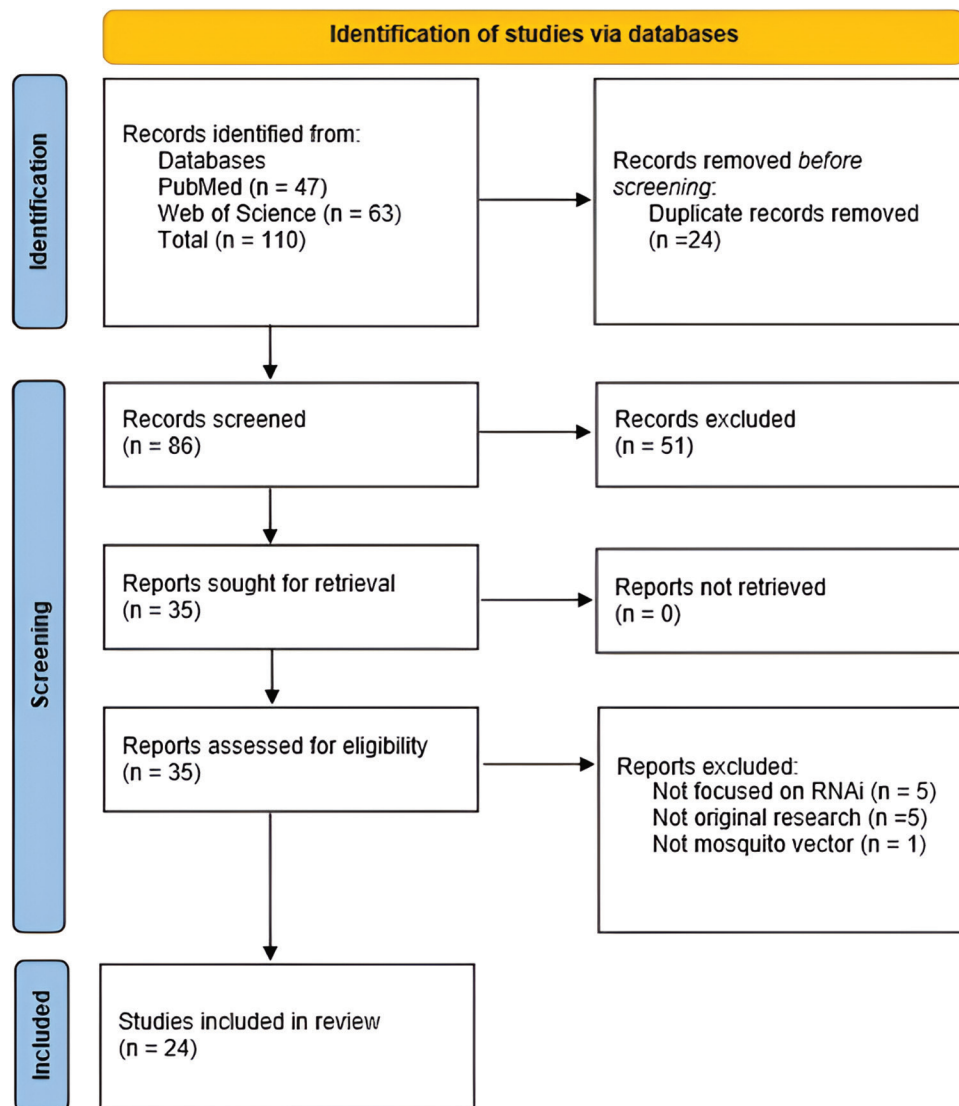 Identification of studies via databases
Identification
Records identified from:
Databases
PubMed (n = 47)
Web of Science (n = 63)
Total (n = 110)
Records removed before
screening:
Duplicate records removed
(n =24)
Screening
Records screened
(n = 86)
Records excluded
(n = 51)
Reports sought for retrieval
(n = 35)
Reports not retrieved
(n = 0)
Reports assessed for eligibility
(n = 35)
Reports excluded:
Not focused on RNAi (n = 5)
Not original research (n =5)
Not mosquito vector (n = 1)
Included
Studies included in review
(n = 24)